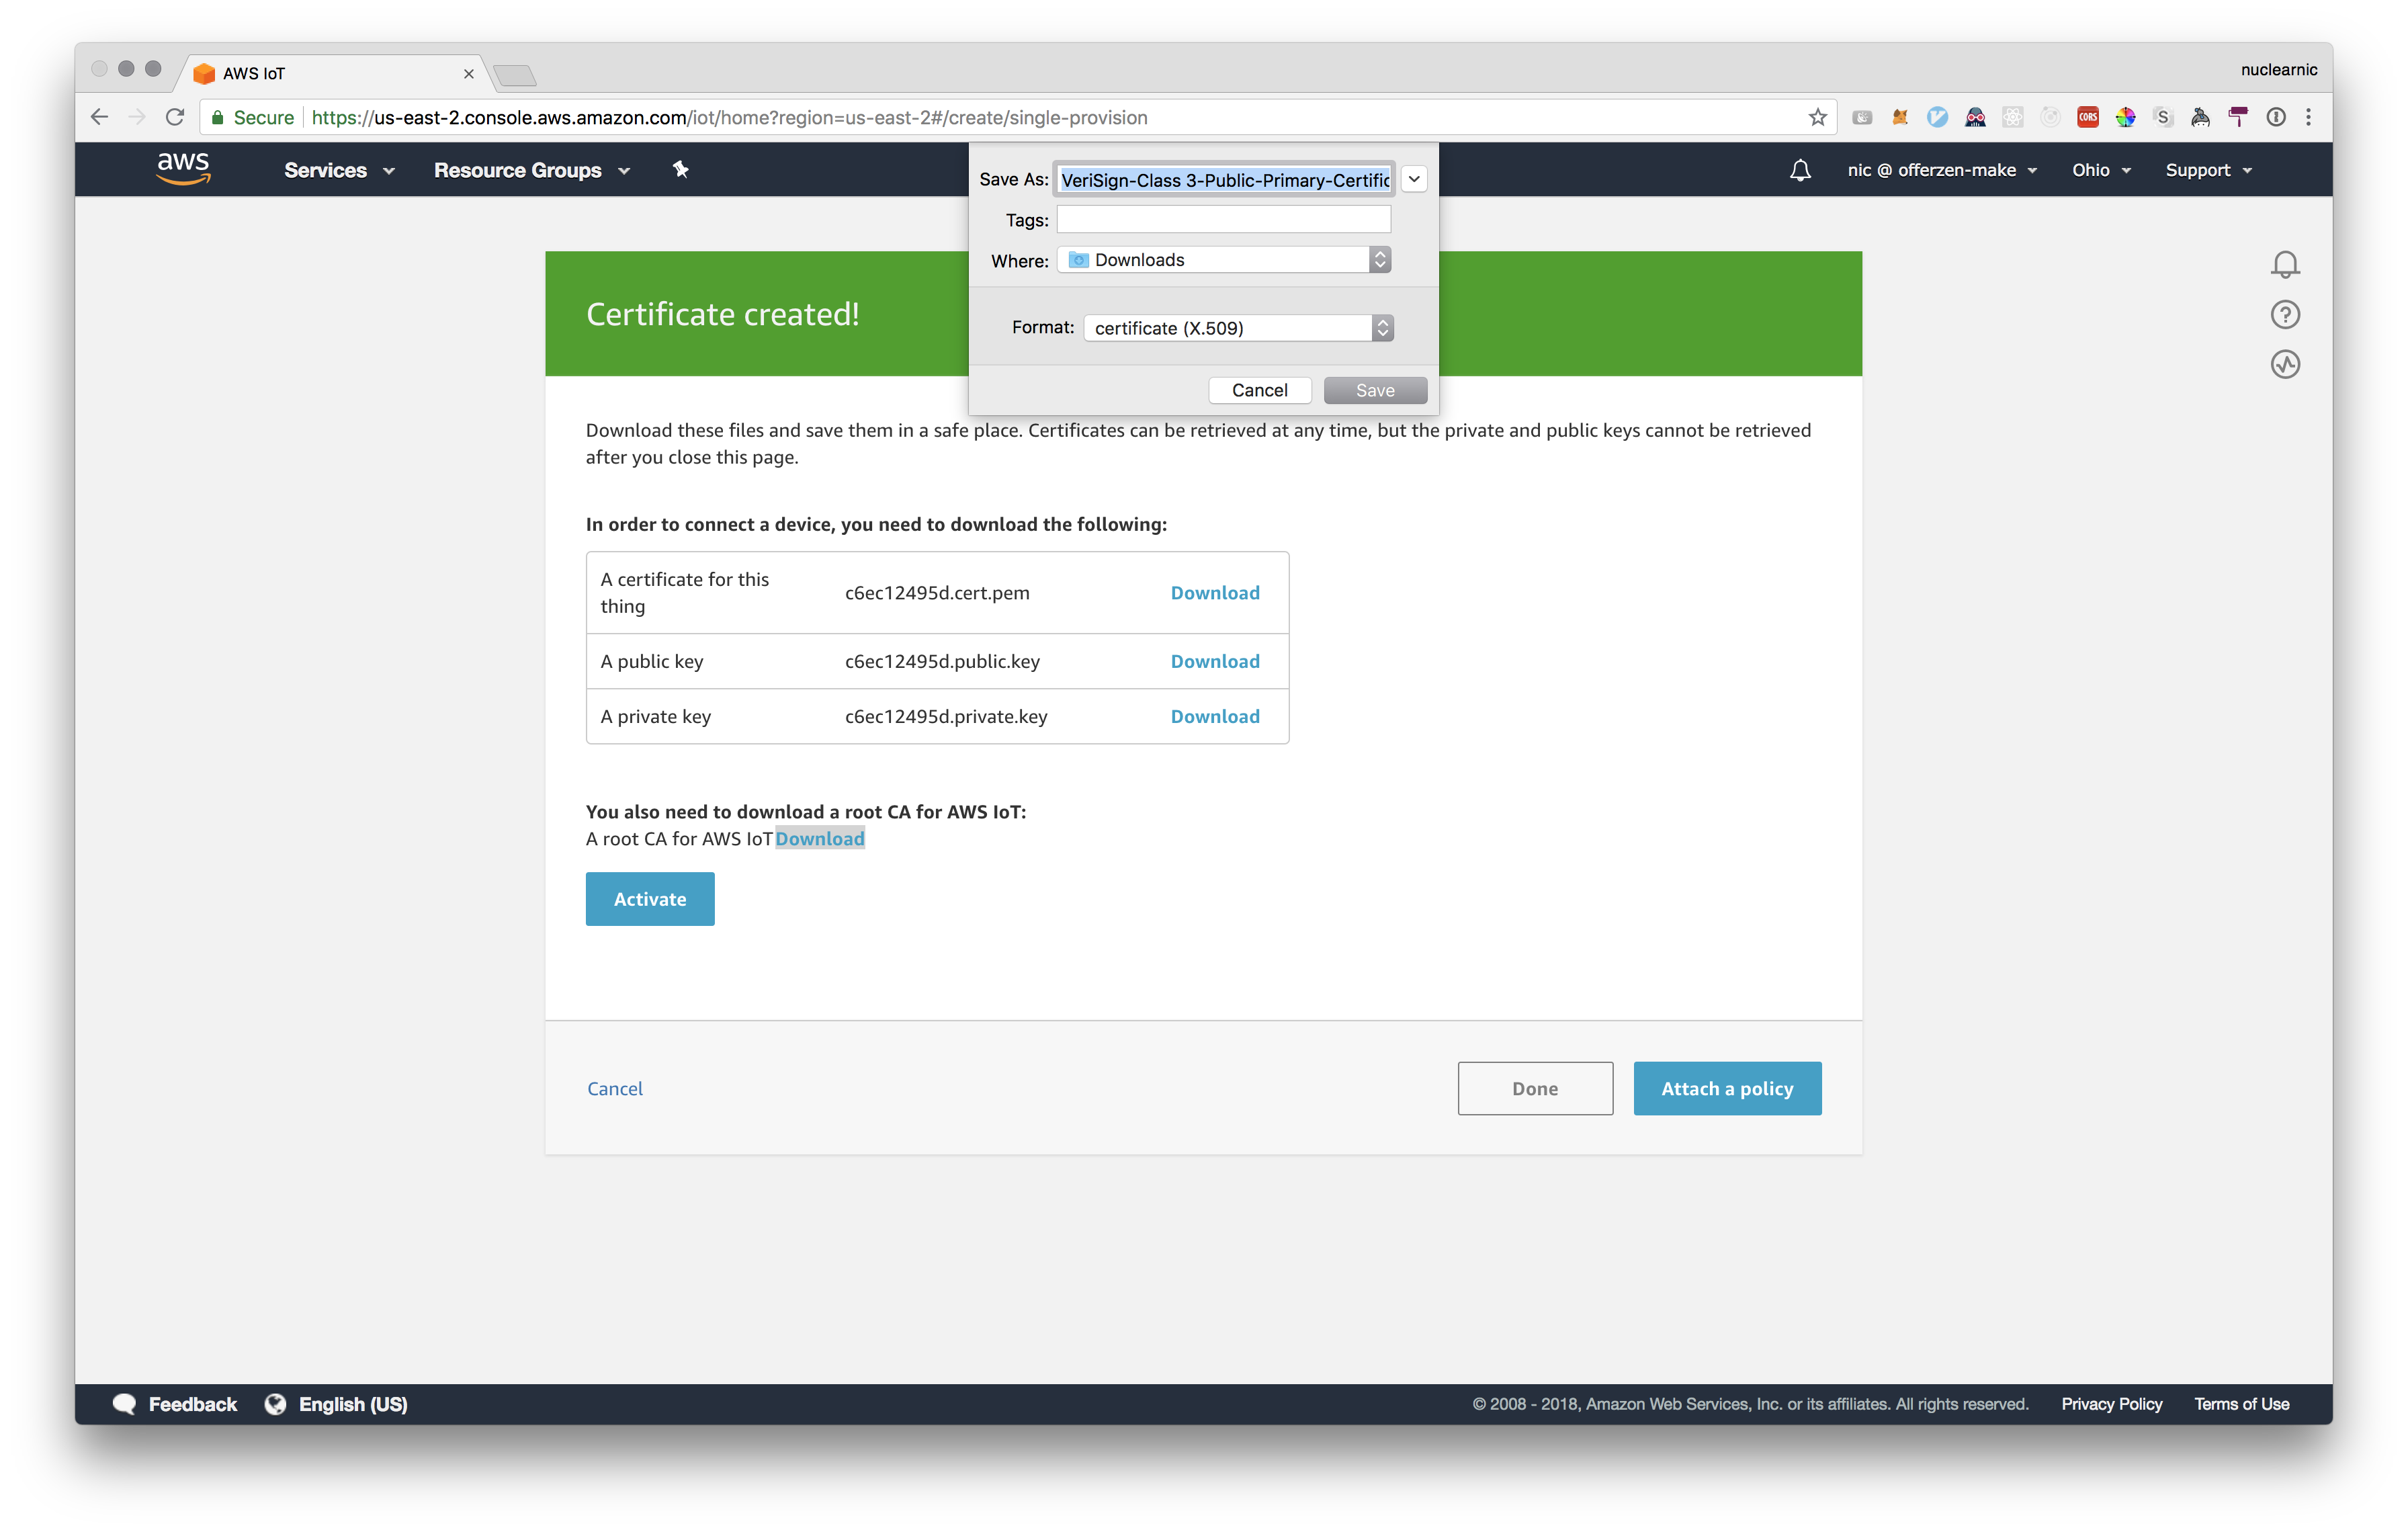 AWS IoT
nuclearnic
Secure https://us-east-2.console.aws.amazon.com/iot/home?region=us-east-2#/create/single-provision
CORS
S
aws
Services
Resource Groups
nic @ offerzen-make
Ohio
Support
Save As: VeriSign-Class 3-Public-Primary-Certific
Tags:
Where: Downloads
Format: certificate (X.509)
Cancel
Save
Certificate created!
Download these files and save them in a safe place. Certificates can be retrieved at any time, but the private and public keys cannot be retrieved
after you close this page.
In order to connect a device, you need to download the following:
A certificate for this
thing
c6ec12495d.cert.pem
Download
A public key
c6ec12495d.public.key
Download
A private key
c6ec12495d.private.key
Download
You also need to download a root CA for AWS IoT:
A root CA for AWS IoT Download
Activate
Cancel
Done
Attach a policy
Feedback
English (US)
© 2008 - 2018, Amazon Web Services, Inc. or its affiliates. All rights reserved.
Privacy Policy
Terms of Use